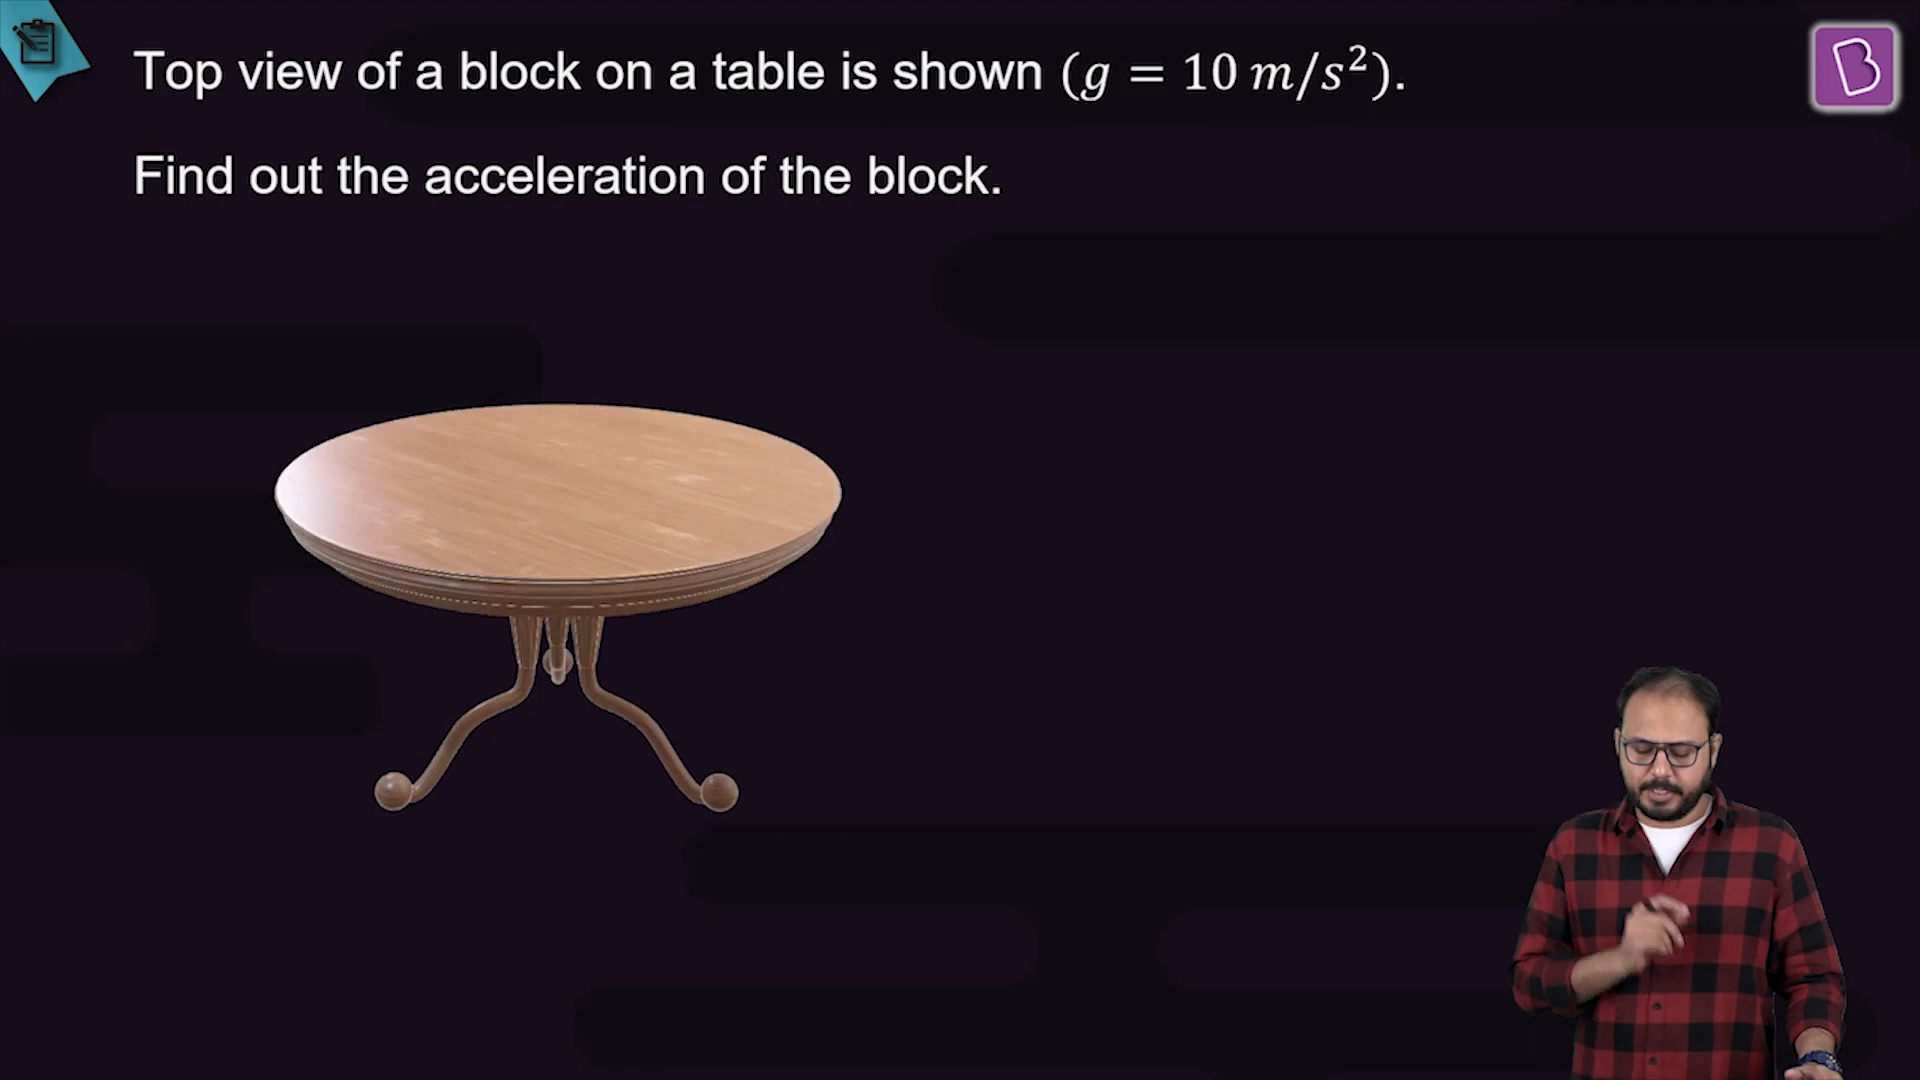 Top view of a block on a table is shown (g = 10 m/s²).
Find out the acceleration of the block.